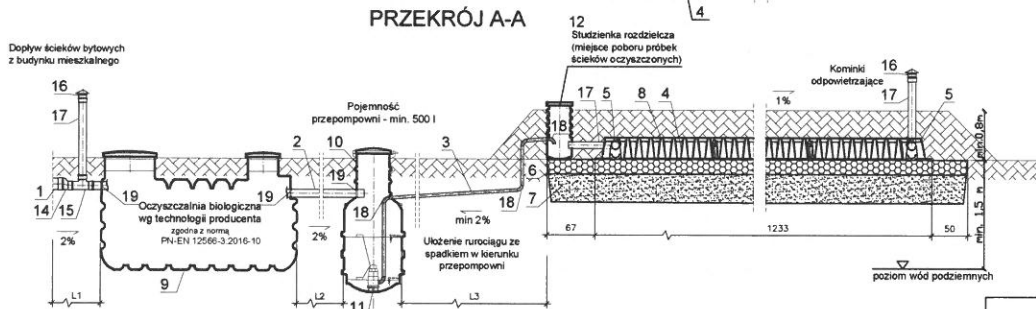 PRZEKRÓJ A-A
4
Dopływ ścieków bytowych
z budynku mieszkalnego
16
17
1
14
15
2%
19
19
Oczyszczalnia biologiczna
wg technologii producenta
zgodna z normą
PN-EN 12566-3:2016-10
9
L1
2
2%
L2
Pojemność
przepompowni - min. 500 l
10
19
18
11
3
min 2%
Ułożenie rurociągu ze
spadkiem w kierunku
przepompowni
L3
12
Studzienka rozdzielcza
(miejsce poboru próbek
ścieków oczyszczonych)
18
17
5
8
4
6
7
18
1%
Kominki
odpowietrzające
16
17
5
67
1233
50
min 0,8m
min. 1,5 m
poziom wód podziemnych